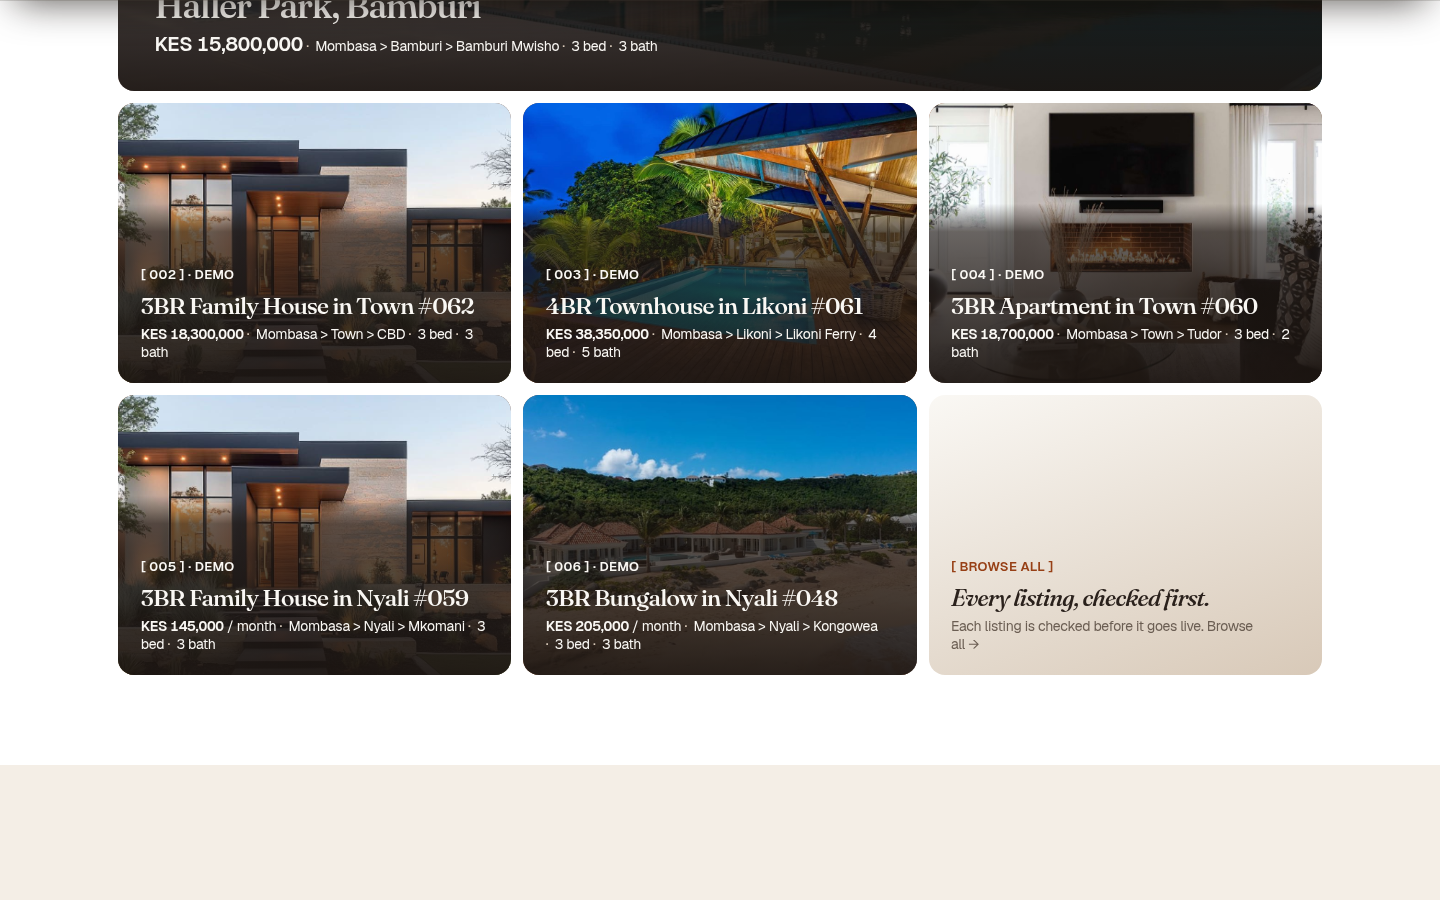 Haller Park, Bamburi
KES 15,800,000 · Mombasa > Bamburi > Bamburi Mwisho · 3 bed · 3 bath
[ 002 ] · DEMO
3BR Family House in Town #062
KES 18,300,000 · Mombasa > Town > CBD · 3 bed · 3
bath
[ 003 ] · DEMO
4BR Townhouse in Likoni #061
KES 38,350,000 · Mombasa > Likoni > Likoni Ferry · 4
bed · 5 bath
[ 004 ] · DEMO
3BR Apartment in Town #060
KES 18,700,000 · Mombasa > Town > Tudor · 3 bed · 2
bath
[ 005 ] · DEMO
3BR Family House in Nyali #059
KES 145,000 / month · Mombasa > Nyali > Mkomani · 3
bed · 3 bath
[ 006 ] · DEMO
3BR Bungalow in Nyali #048
KES 205,000 / month · Mombasa > Nyali > Kongowea
· 3 bed · 3 bath
[ BROWSE ALL ]
Every listing, checked first.
Each listing is checked before it goes live. Browse
all →